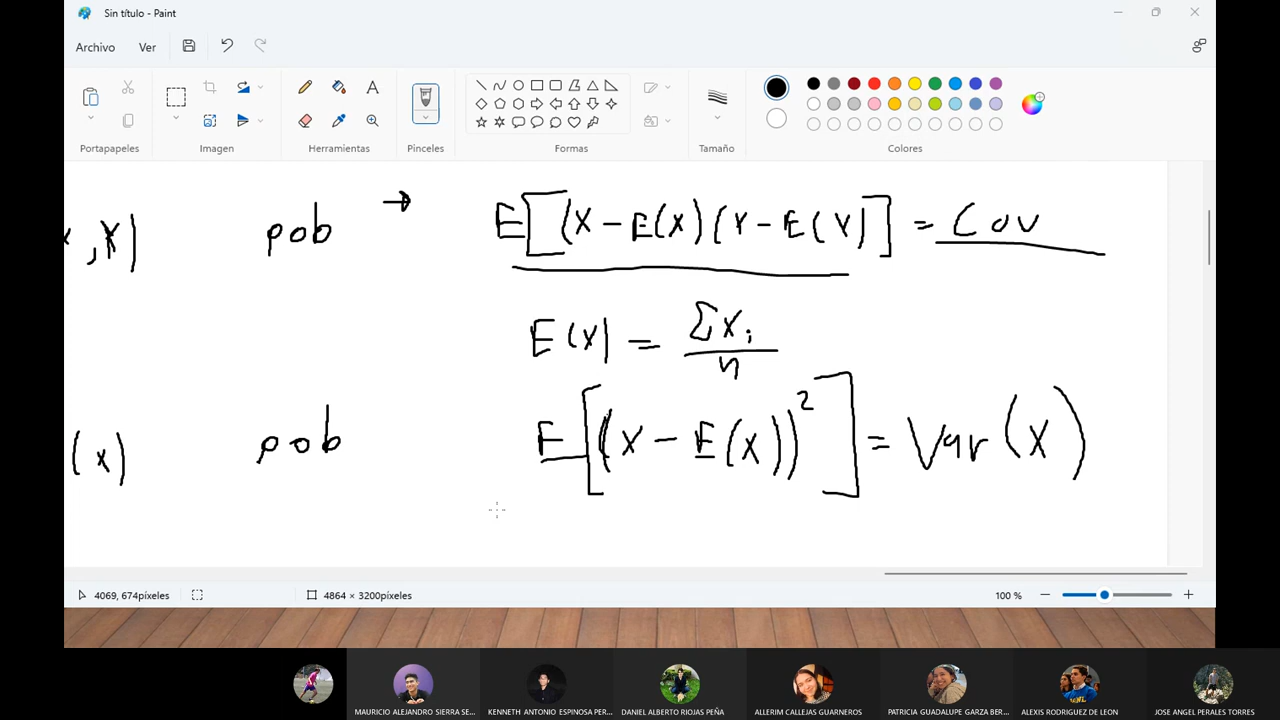 Sin título - Paint
Archivo Ver
Portapapeles Imagen Herramientas Pinceles Formas Tamaño Colores
,X) pob → E[(X - E(X)(Y - E(Y)] = Cov
E(X) = ΣXi/n
(x) pob E[(X - E(X))²] = Var(X)
4069, 674píxeles 4864 × 3200píxeles 100 %
MAURICIO ALEJANDRO SIERRA SE... KENNETH ANTONIO ESPINOSA PER... DANIEL ALBERTO RIOJAS PEÑA ALLERIM CALLEJAS GUARNEROS PATRICIA GUADALUPE GARZA BER... ALEXIS RODRIGUEZ DE LEON JOSE ANGEL PERALES TORRES